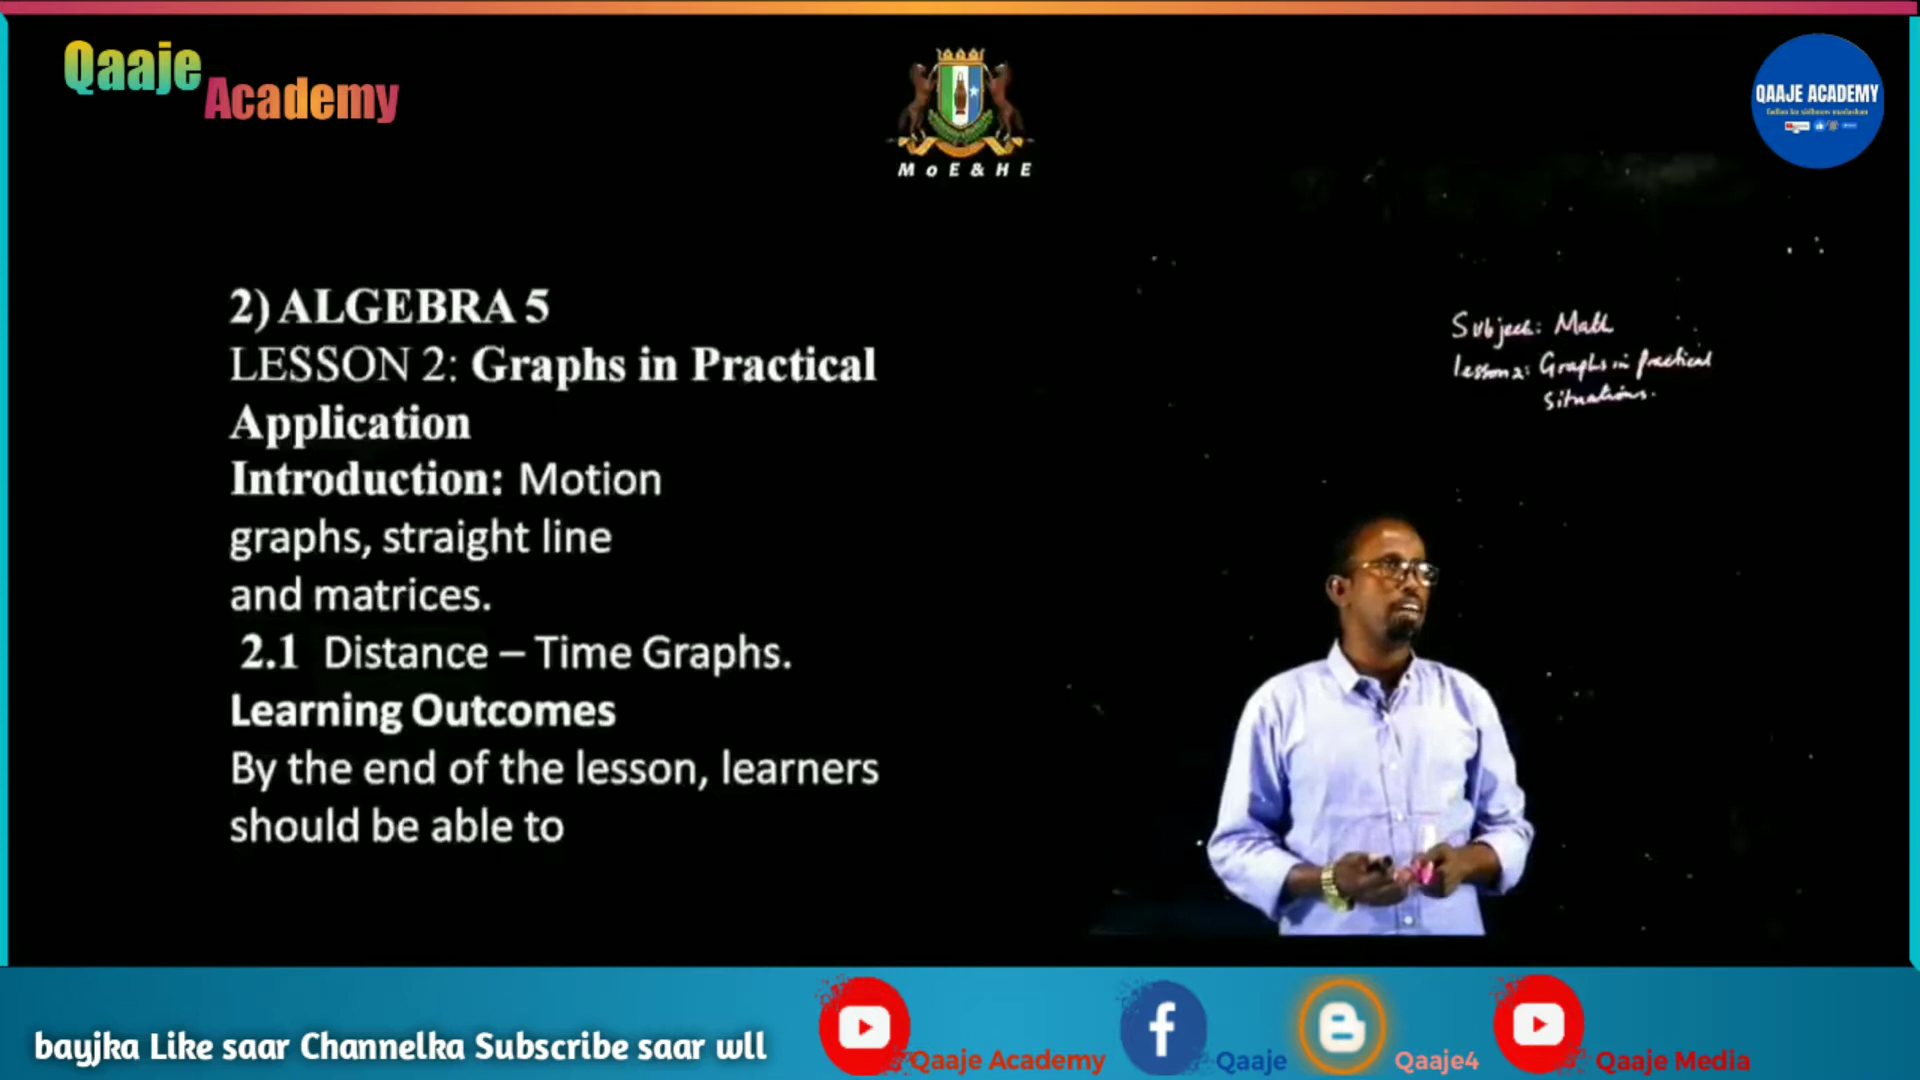 Qaaje
Academy
MoE&HE
QAAJE ACADEMY
2) ALGEBRA 5
LESSON 2: Graphs in Practical
Application
Introduction: Motion
graphs, straight line
and matrices.
2.1 Distance – Time Graphs.
Learning Outcomes
By the end of the lesson, learners
should be able to
Subject: Math
Lesson 2: Graphs in practical
situations.
bayjka Like saar Channelka Subscribe saar wll
Qaaje Academy
Qaaje
Qaaje4
Qaaje Media